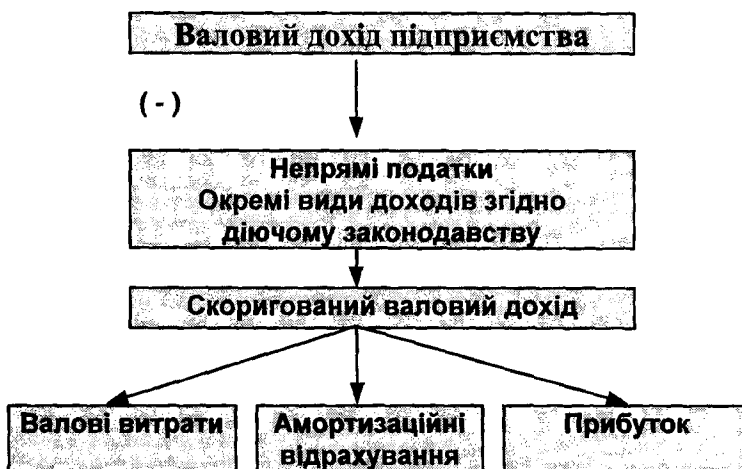 Валовий дохід підприємства
(-)
Непрямі податки
Окремі види доходів згідно
діючому законодавству
Скоригований валовий дохід
Валові витрати
Амортизаційні
відрахування
Прибуток